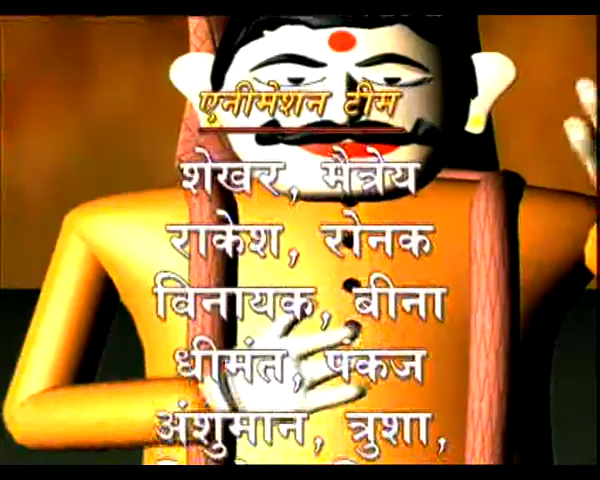 एनीमेशन टीम
शेखर, मेत्रेय
राकेश, रोनक
विनायक, बीना
धीमंत, पंकज
अंशुमान, त्रुशा,